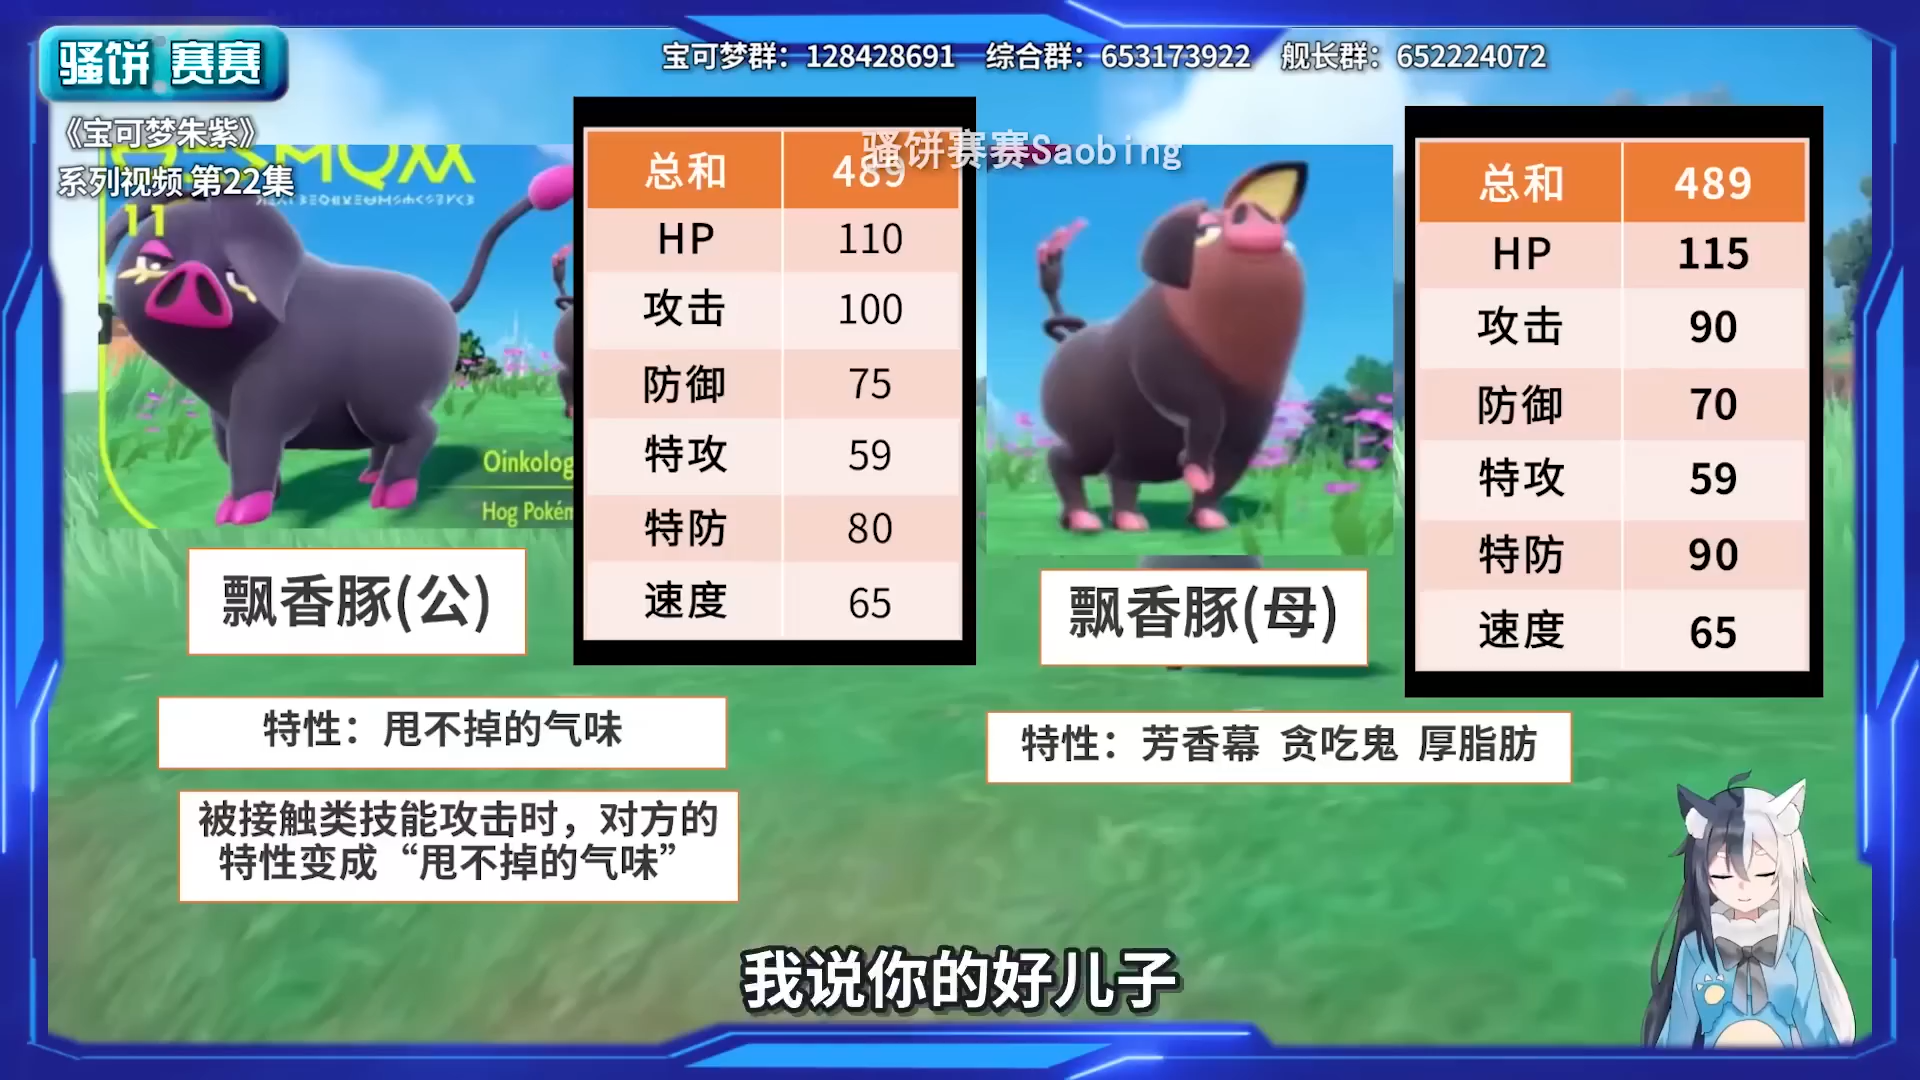 骚饼 赛赛
宝可梦群：128428691 综合群：653173922 舰长群：652224072
《宝可梦朱紫》
系列视频 第22集
骚饼赛赛Saobing
11
Oinkolog
Hog Pokém
总和 489
HP 110
攻击 100
防御 75
特攻 59
特防 80
速度 65
总和 489
HP 115
攻击 90
防御 70
特攻 59
特防 90
速度 65
飘香豚(公)
飘香豚(母)
特性：甩不掉的气味
特性：芳香幕 贪吃鬼 厚脂肪
被接触类技能攻击时，对方的
特性变成“甩不掉的气味”
我说你的好儿子